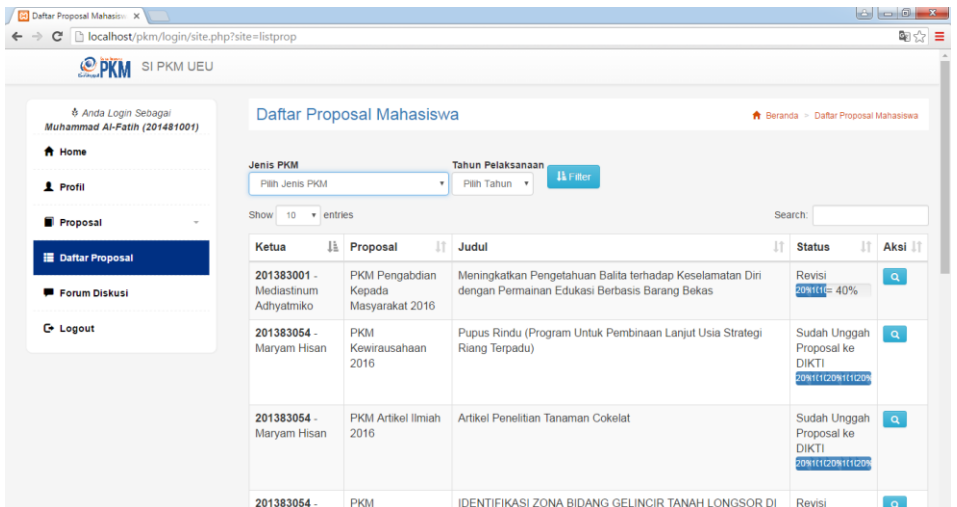 Daftar Proposal Mahasisw
localhost/pkm/login/site.php?site=listprop
PKM SI PKM UEU
Anda Login Sebagai
Muhammad Al-Fatih (201481001)
Home
Profil
Proposal
Daftar Proposal
Forum Diskusi
Logout
Daftar Proposal Mahasiswa
Beranda > Daftar Proposal Mahasiswa
Jenis PKM Tahun Pelaksanaan
Pilih Jenis PKM Pilih Tahun Filter
Show 10 entries Search:
Ketua Proposal Judul Status Aksi
201383001 - PKM Pengabdian Meningkatkan Pengetahuan Balita terhadap Keselamatan Diri Revisi
Mediastinum Kepada dengan Permainan Edukasi Berbasis Barang Bekas = 40%
Adhyatmiko Masyarakat 2016
201383054 - PKM Pupus Rindu (Program Untuk Pembinaan Lanjut Usia Strategi Sudah Unggah
Maryam Hisan Kewirausahaan Riang Terpadu) Proposal ke
2016 DIKTI
201383054 - PKM Artikel Ilmiah Artikel Penelitian Tanaman Cokelat Sudah Unggah
Maryam Hisan 2016 Proposal ke
DIKTI
201383054 - PKM IDENTIFIKASI ZONA BIDANG GELINCIR TANAH LONGSOR DI Revisi